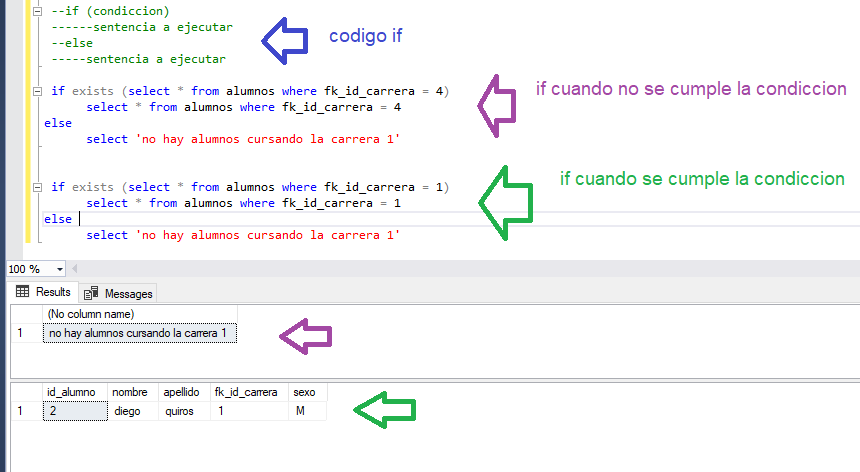 --if (condiccion)
------sentencia a ejecutar
codigo if
--else
-----sentencia a ejecutar
if exists (select * from alumnos where fk_id_carrera = 4)
if cuando no se cumple la condiccion
select * from alumnos where fk_id_carrera = 4
else
select 'no hay alumnos cursando la carrera 1'
if exists (select * from alumnos where fk_id_carrera = 1)
if cuando se cumple la condiccion
select * from alumnos where fk_id_carrera = 1
else
select 'no hay alumnos cursando la carrera 1'
100 %
Results Messages
(No column name)
1 no hay alumnos cursando la carrera 1
id_alumno nombre apellido fk_id_carrera sexo
1 2 diego quiros 1 M